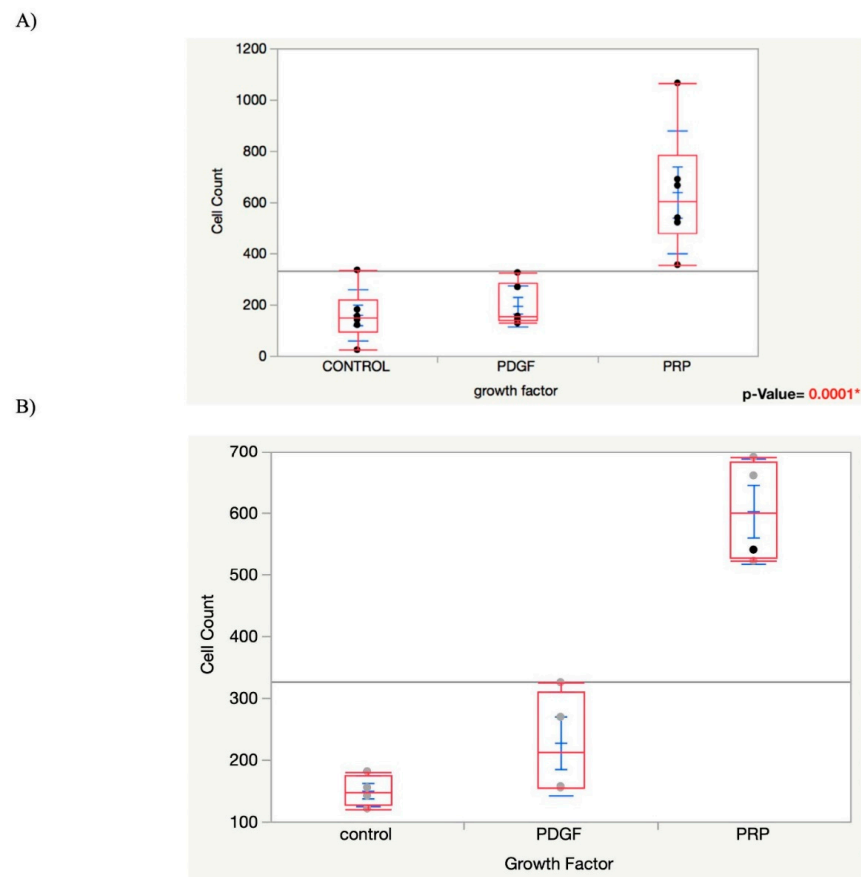 A)
1200
1000
800
600
400
200
0
Cell Count
CONTROL PDGF PRP
growth factor
p-Value= 0.0001*
B)
700
600
500
400
300
200
100
Cell Count
control PDGF PRP
Growth Factor